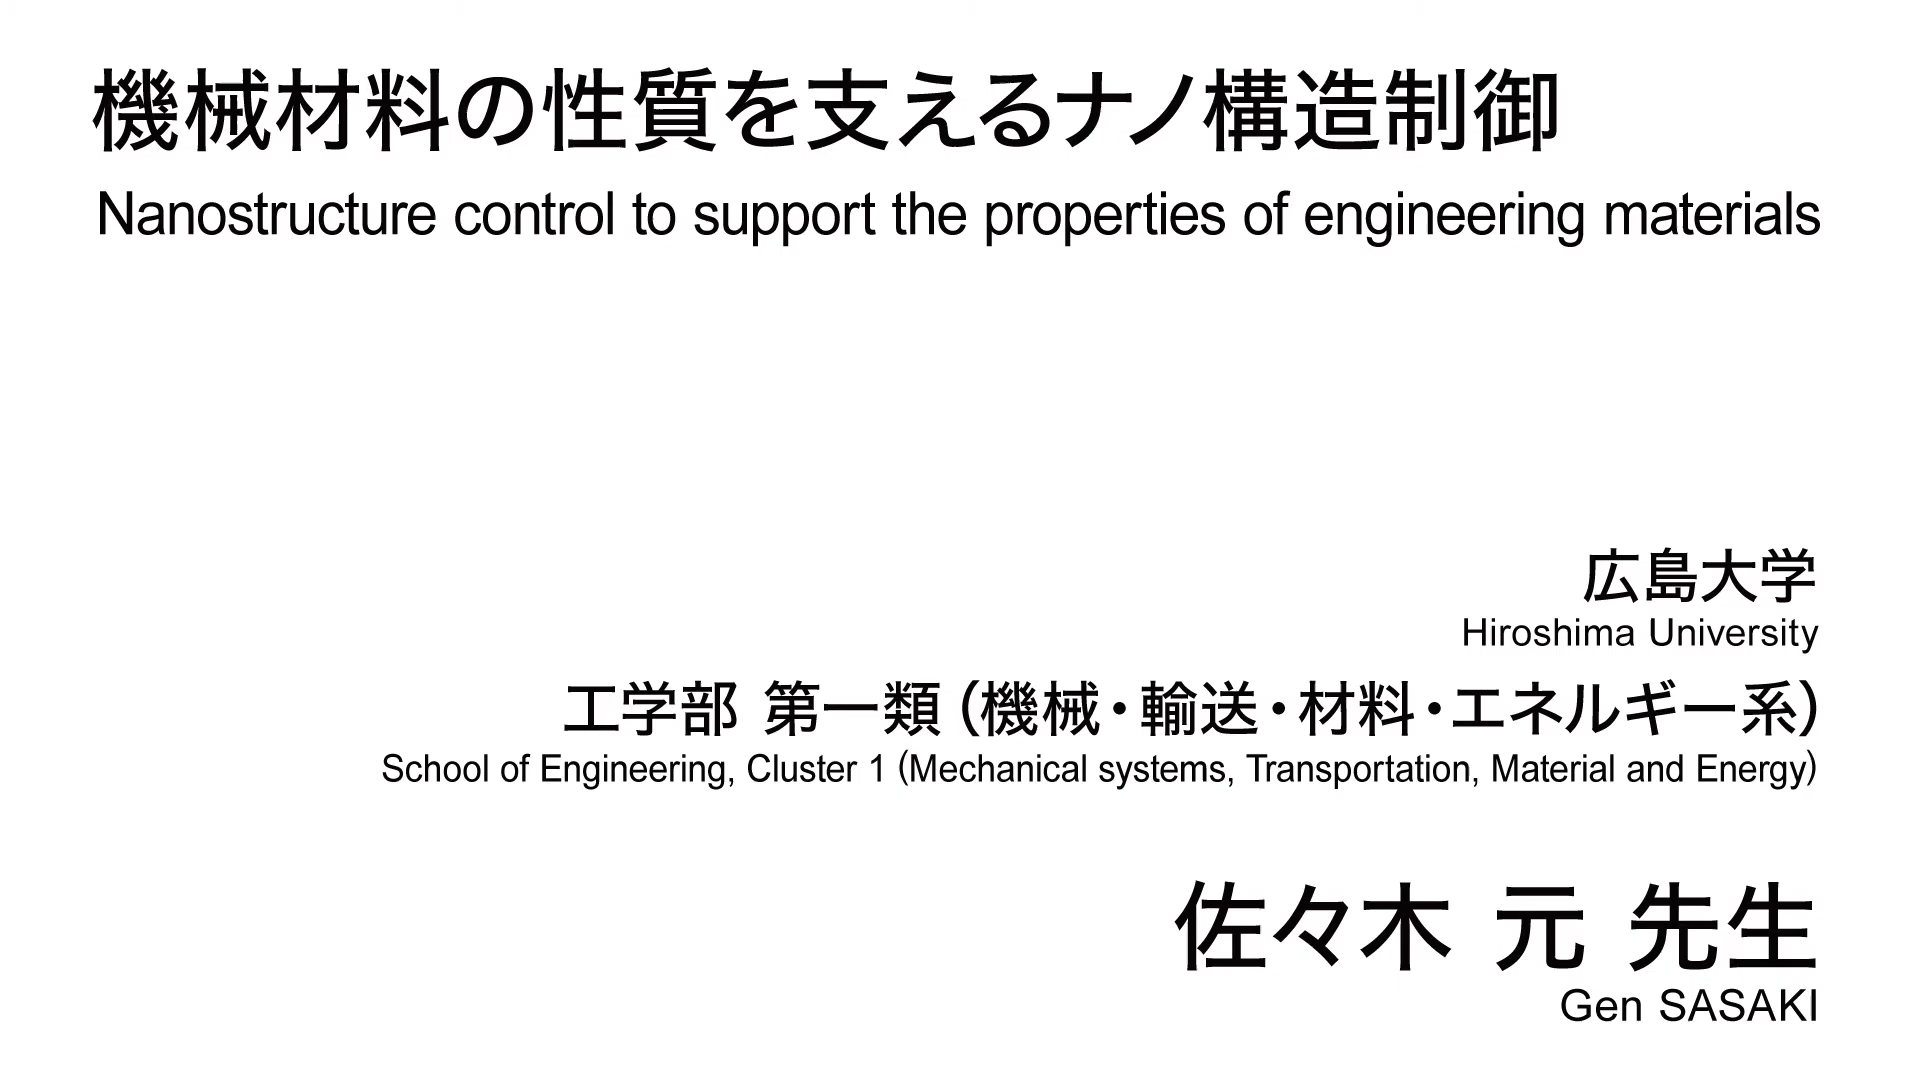 機械材料の性質を支えるナノ構造制御
Nanostructure control to support the properties of engineering materials
広島大学
Hiroshima University
工学部 第一類（機械・輸送・材料・エネルギー系）
School of Engineering, Cluster 1 (Mechanical systems, Transportation, Material and Energy)
佐々木 元 先生
Gen SASAKI